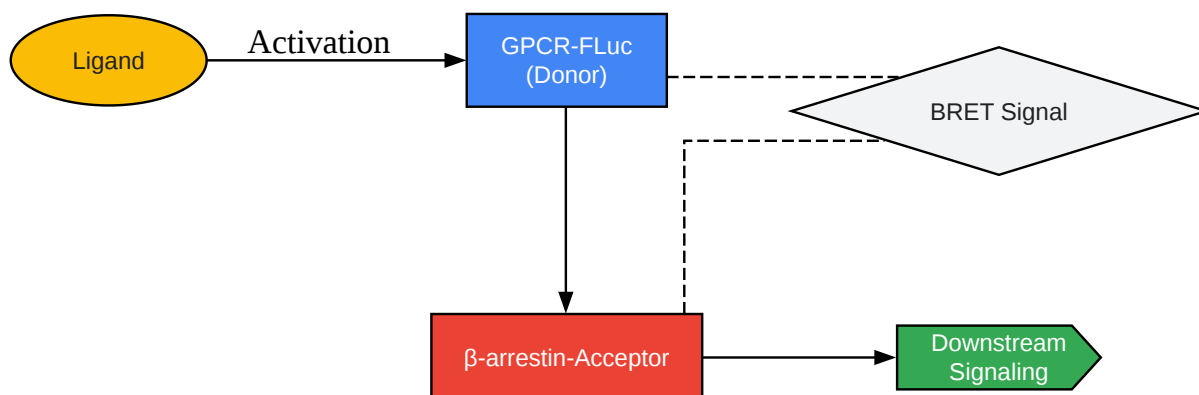 Ligand
Activation
GPCR-FLuc
(Donor)
BRET Signal
β-arrestin-Acceptor
Downstream
Signaling